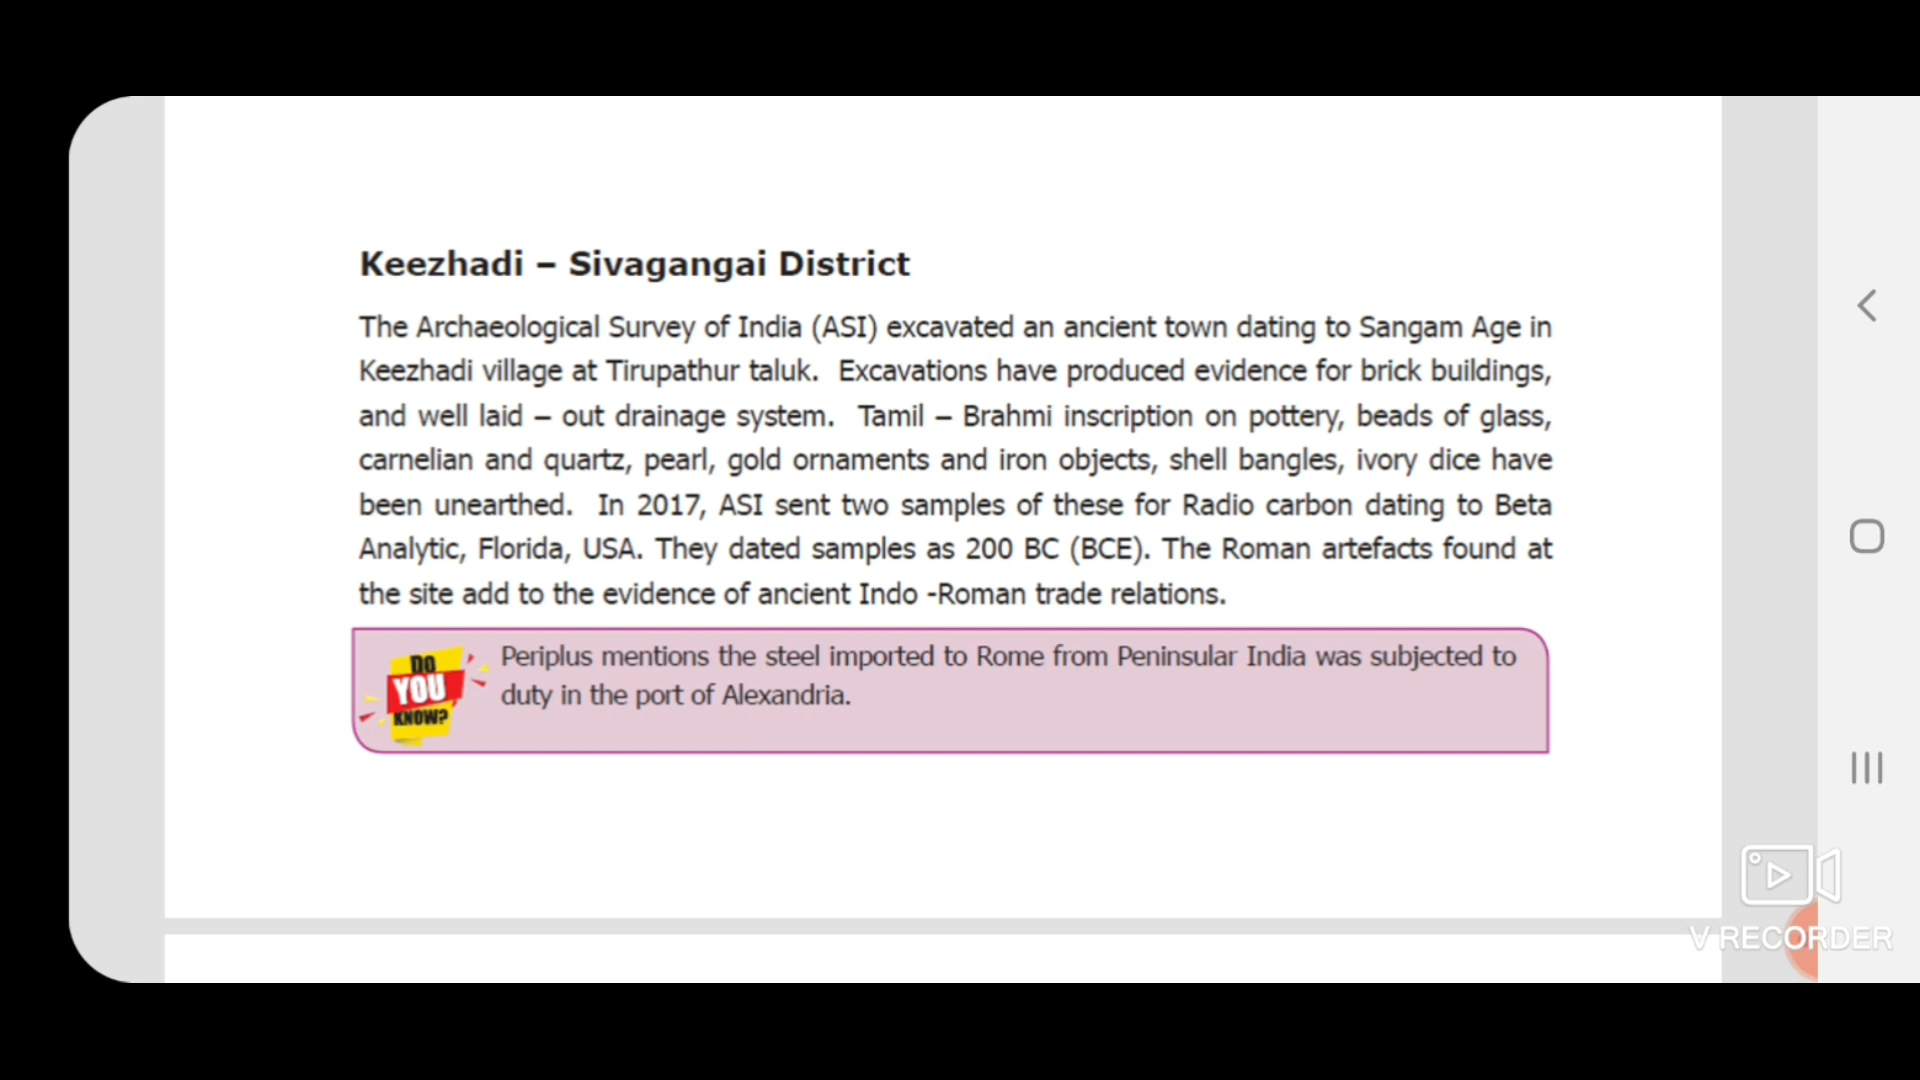 Keezhadi – Sivagangai District
The Archaeological Survey of India (ASI) excavated an ancient town dating to Sangam Age in
Keezhadi village at Tirupathur taluk. Excavations have produced evidence for brick buildings,
and well laid – out drainage system. Tamil – Brahmi inscription on pottery, beads of glass,
carnelian and quartz, pearl, gold ornaments and iron objects, shell bangles, ivory dice have
been unearthed. In 2017, ASI sent two samples of these for Radio carbon dating to Beta
Analytic, Florida, USA. They dated samples as 200 BC (BCE). The Roman artefacts found at
the site add to the evidence of ancient Indo -Roman trade relations.
DO
YOU
KNOW?
Periplus mentions the steel imported to Rome from Peninsular India was subjected to
duty in the port of Alexandria.
V RECORDER